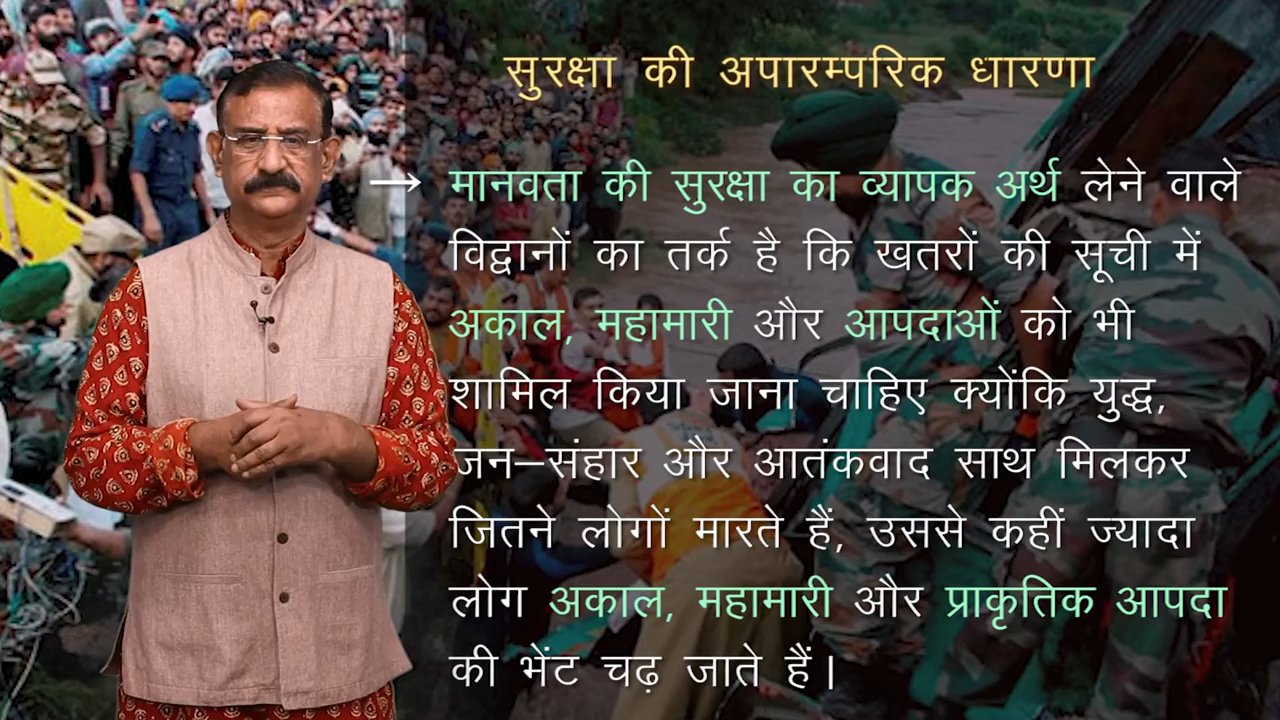 सुरक्षा की अपारम्परिक धारणा
→ मानवता की सुरक्षा का व्यापक अर्थ लेने वाले
विद्वानों का तर्क है कि खतरों की सूची में
अकाल, महामारी और आपदाओं को भी
शामिल किया जाना चाहिए क्योंकि युद्ध,
जन–संहार और आतंकवाद साथ मिलकर
जितने लोगों मारते हैं, उससे कहीं ज्यादा
लोग अकाल, महामारी और प्राकृतिक आपदा
की भेंट चढ़ जाते हैं।